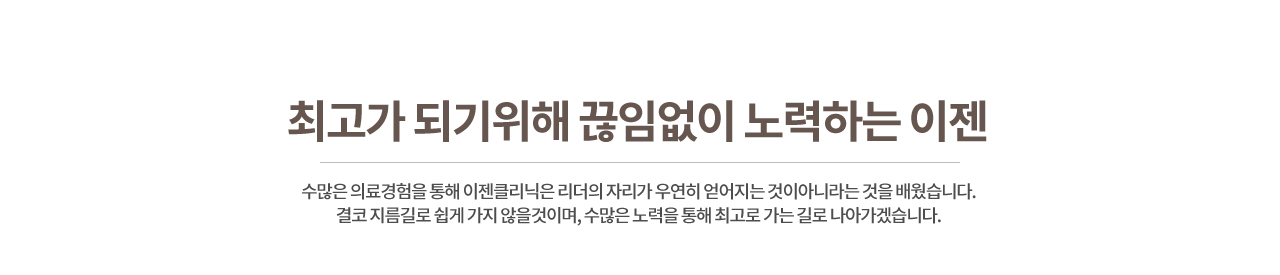 최고가 되기위해 끊임없이 노력하는 이젠
수많은 의료경험을 통해 이젠클리닉은 리더의 자리가 우연히 얻어지는 것이아니라는 것을 배웠습니다.
결코 지름길로 쉽게 가지 않을것이며, 수많은 노력을 통해 최고로 가는 길로 나아가겠습니다.